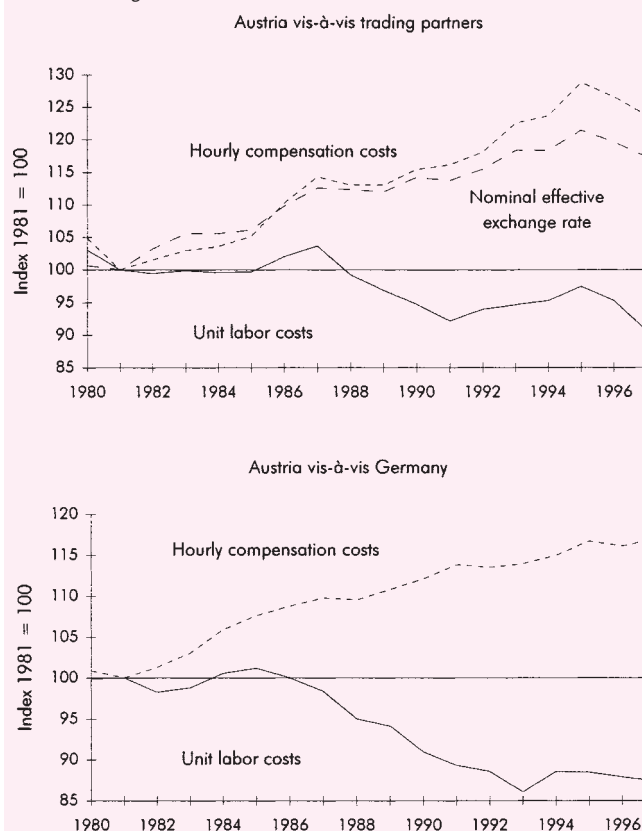 Austria vis-à-vis trading partners
130
125
120
115
110
105
100
95
90
85
Index 1981 = 100
Hourly compensation costs
Nominal effective
exchange rate
Unit labor costs
1980 1982 1984 1986 1988 1990 1992 1994 1996
Austria vis-à-vis Germany
120
115
110
105
100
95
90
85
Index 1981 = 100
Hourly compensation costs
Unit labor costs
1980 1982 1984 1986 1988 1990 1992 1994 1996